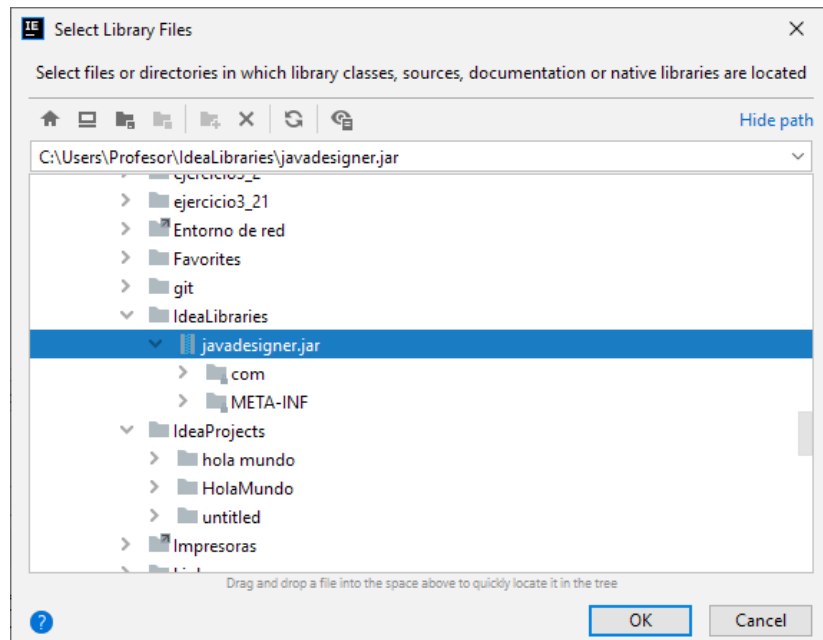 IE
Select Library Files
Select files or directories in which library classes, sources, documentation or native libraries are located
Hide path
C:\Users\Profesor\IdeaLibraries\javadesigner.jar
ejercicio3_2
ejercicio3_21
Entorno de red
Favorites
git
IdeaLibraries
javadesigner.jar
com
META-INF
IdeaProjects
hola mundo
HolaMundo
untitled
Impresoras
Drag and drop a file into the space above to quickly locate it in the tree
?
OK
Cancel